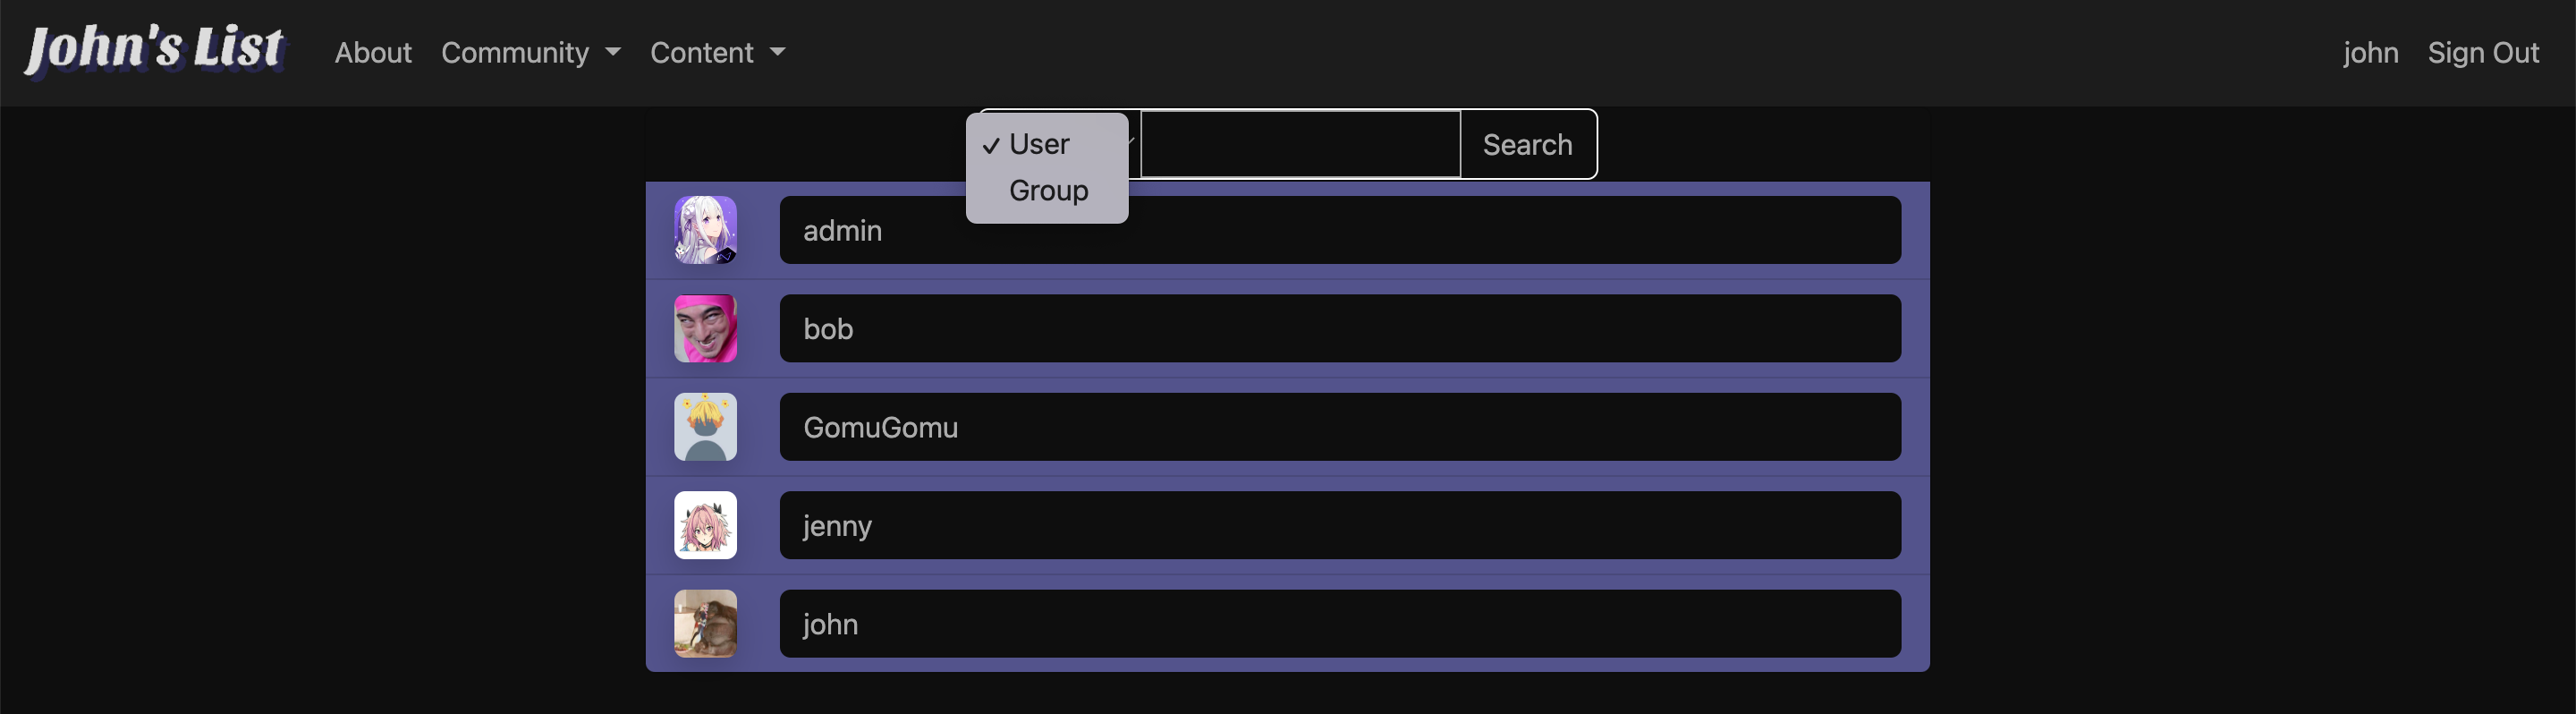 John's List About Community Content john Sign Out
User Search
Group
admin
bob
GomuGomu
jenny
john